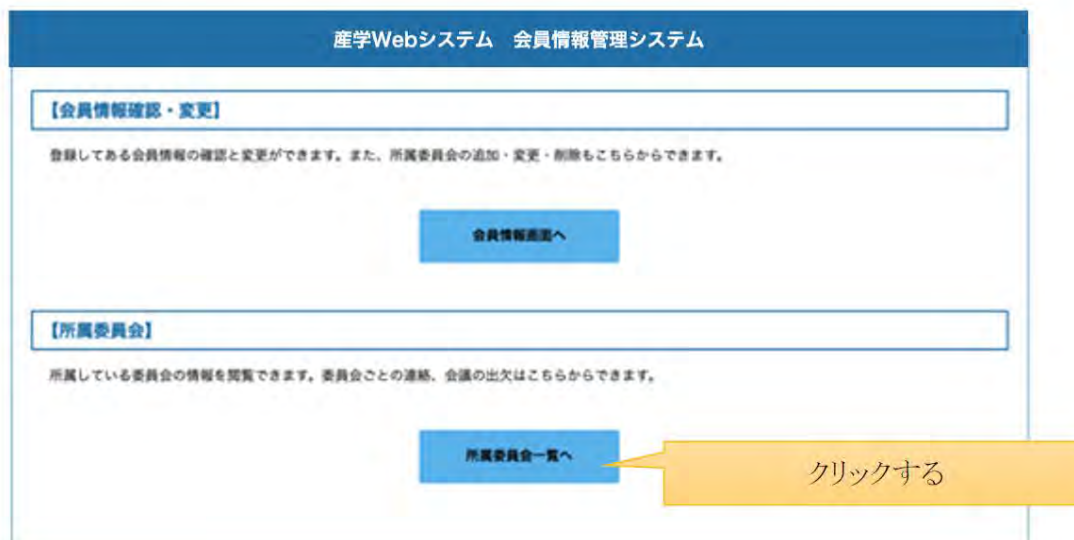 産学Webシステム　会員情報管理システム
【会員情報確認・変更】
登録してある会員情報の確認と変更ができます。また、所属委員会の追加・変更・削除もこちらからできます。
会員情報画面へ
【所属委員会】
所属している委員会の情報を閲覧できます。委員会ごとの連絡、会議の出欠はこちらからできます。
所属委員会一覧へ
クリックする